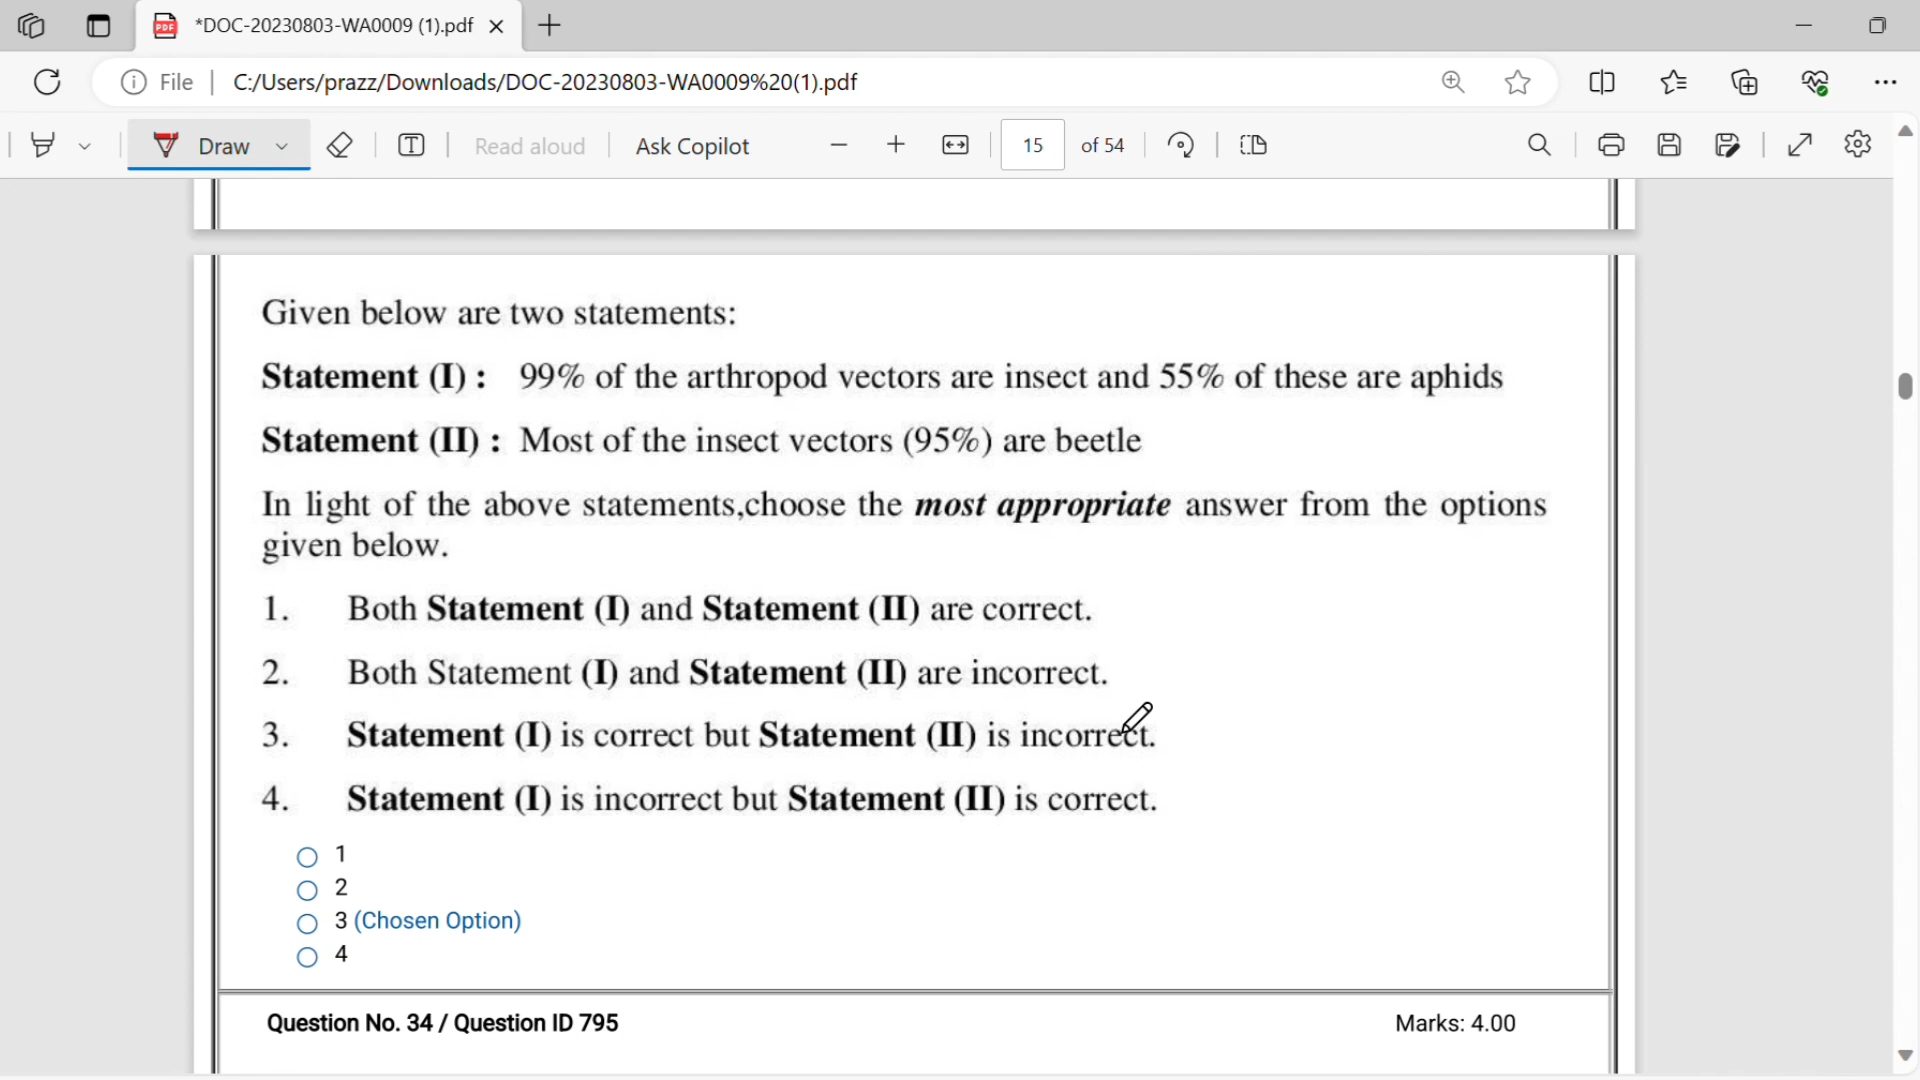 *DOC-20230803-WA0009 (1).pdf
File | C:/Users/prazz/Downloads/DOC-20230803-WA0009%20(1).pdf
Draw Read aloud Ask Copilot 15 of 54
Given below are two statements:
Statement (I) : 99% of the arthropod vectors are insect and 55% of these are aphids
Statement (II) : Most of the insect vectors (95%) are beetle
In light of the above statements,choose the most appropriate answer from the options
given below.
1. Both Statement (I) and Statement (II) are correct.
2. Both Statement (I) and Statement (II) are incorrect.
3. Statement (I) is correct but Statement (II) is incorrect.
4. Statement (I) is incorrect but Statement (II) is correct.
1
2
3 (Chosen Option)
4
Question No. 34 / Question ID 795 Marks: 4.00